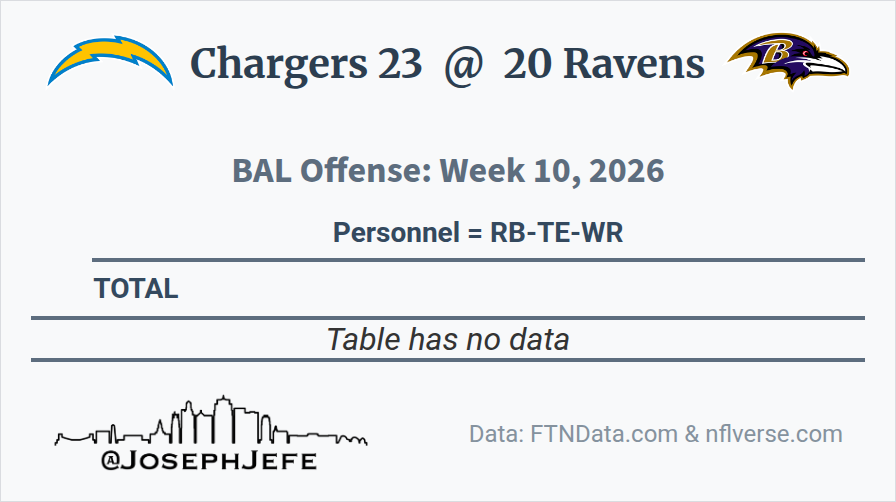 Chargers 23 @ 20 Ravens
B
BAL Offense: Week 10, 2026
Personnel = RB-TE-WR
TOTAL
Table has no data
@JOSEPHJEFE
Data: FTNData.com & nflverse.com